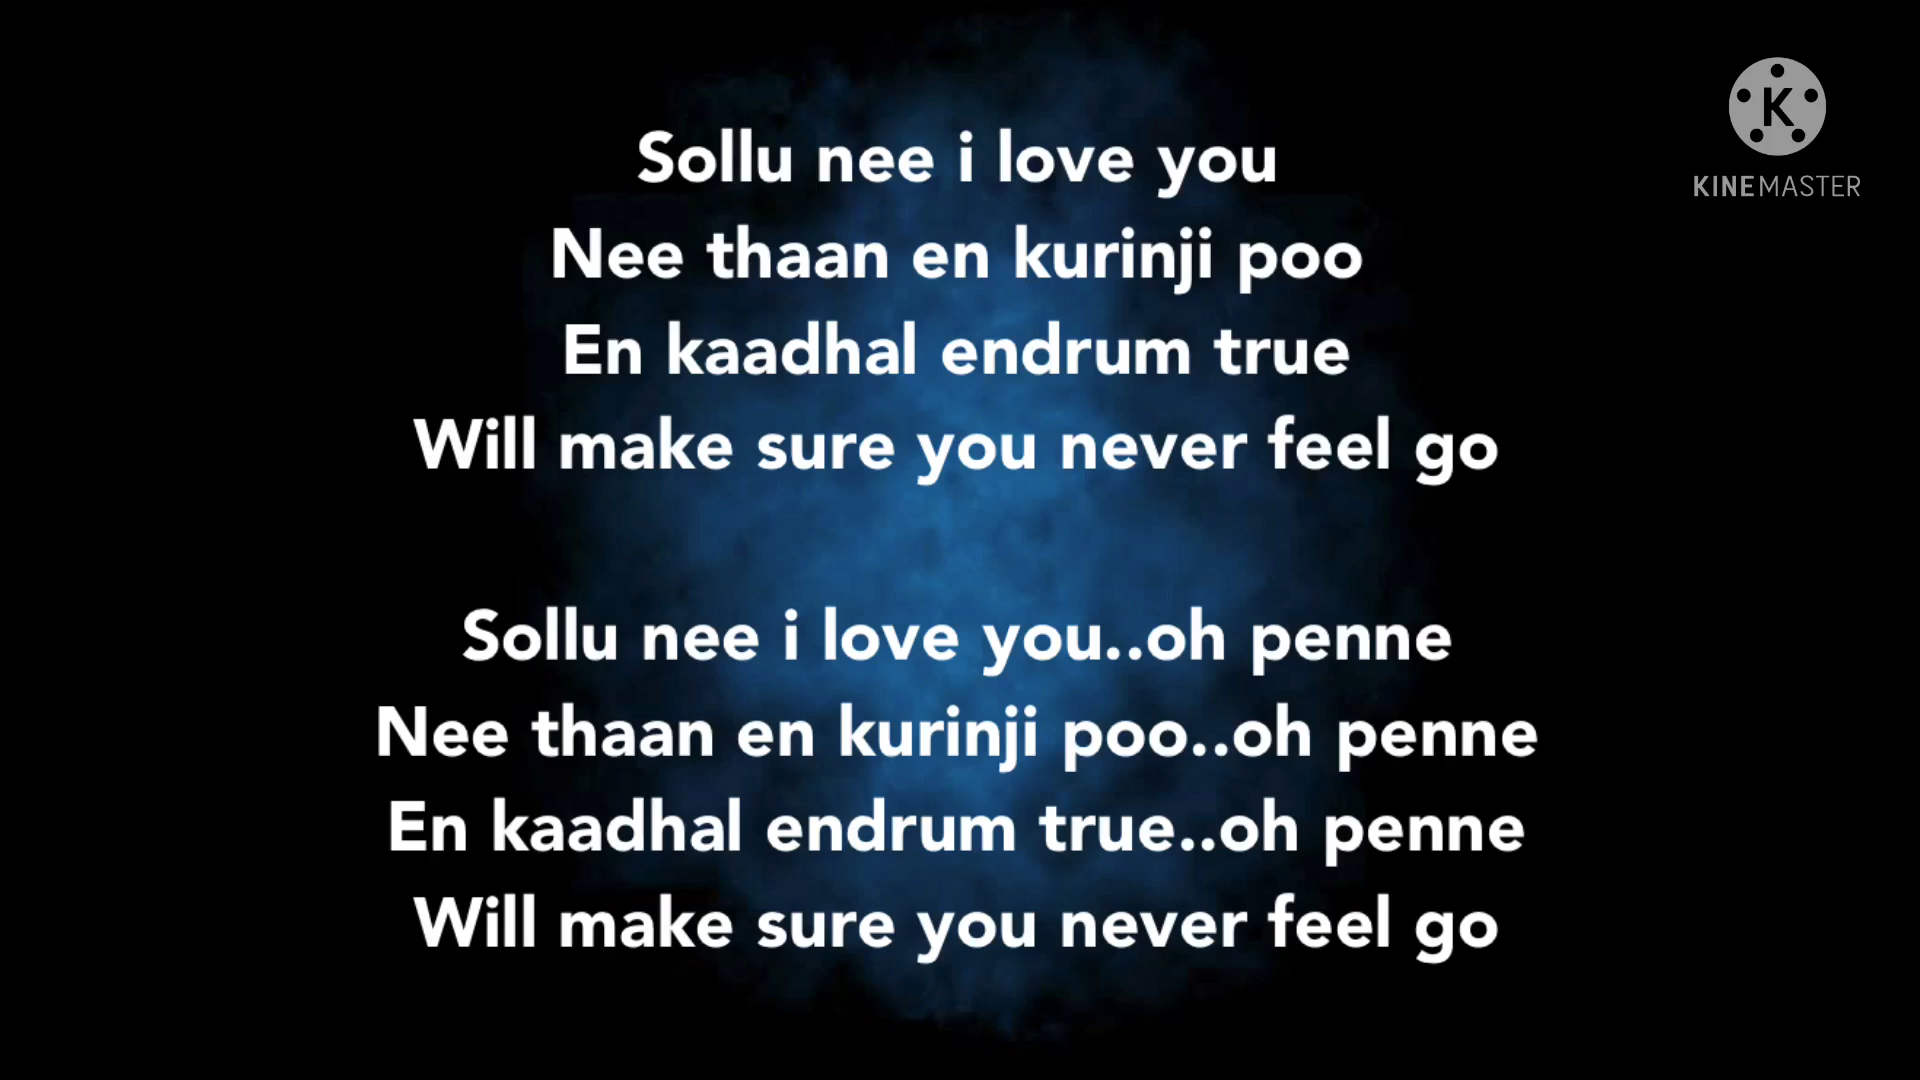 Sollu nee i love you
Nee thaan en kurinji poo
En kaadhal endrum true
Will make sure you never feel go
Sollu nee i love you..oh penne
Nee thaan en kurinji poo..oh penne
En kaadhal endrum true..oh penne
Will make sure you never feel go
K
KINEMASTER